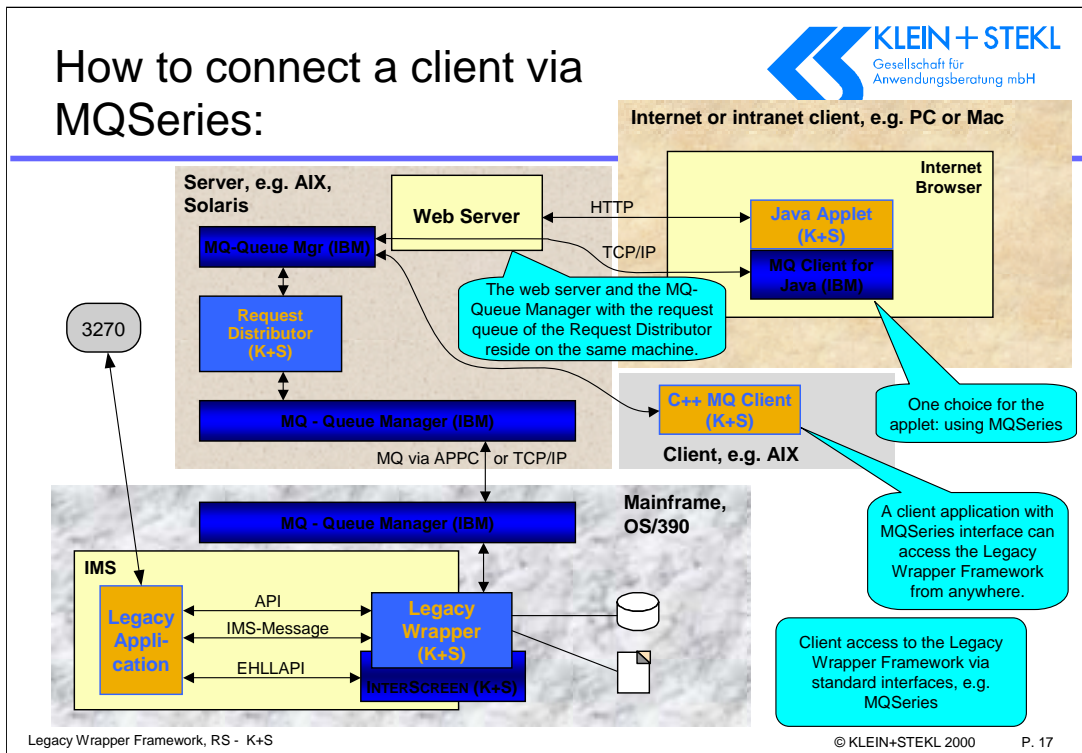 How to connect a client via
MQSeries:
KLEIN+STEKL
Gesellschaft für
Anwendungsberatung mbH
Internet or intranet client, e.g. PC or Mac
Internet
Browser
Server, e.g. AIX,
Solaris
Web Server
HTTP
Java Applet
(K+S)
MQ-Queue Mgr (IBM)
TCP/IP
MQ Client for
Java (IBM)
The web server and the MQ-
Queue Manager with the request
queue of the Request Distributor
reside on the same machine.
3270
Request
Distributor
(K+S)
C++ MQ Client
(K+S)
One choice for the
applet: using MQSeries
MQ - Queue Manager (IBM)
Client, e.g. AIX
MQ via APPC or TCP/IP
Mainframe,
OS/390
MQ - Queue Manager (IBM)
A client application with
MQSeries interface can
access the Legacy
Wrapper Framework
from anywhere.
IMS
Legacy
Appli-
cation
API
IMS-Message
EHLLAPI
Legacy
Wrapper
(K+S)
INTERSCREEN (K+S)
Client access to the Legacy
Wrapper Framework via
standard interfaces, e.g.
MQSeries
Legacy Wrapper Framework, RS - K+S
© KLEIN+STEKL 2000 P. 17